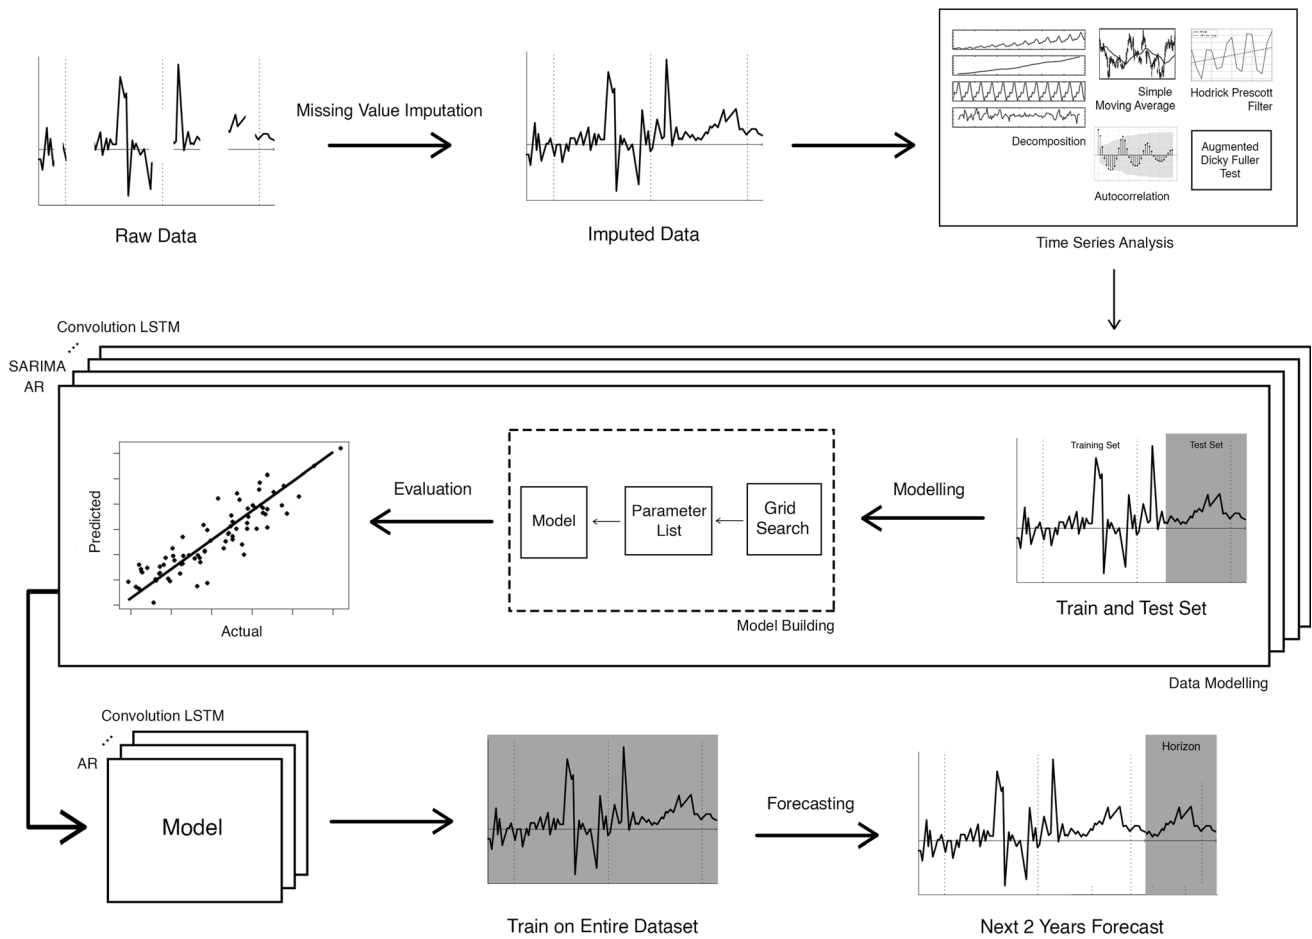 Raw Data
Missing Value Imputation
Imputed Data
Decomposition
Simple
Moving Average
Hodrick Prescott
Filter
Autocorrelation
Augmented
Dicky Fuller
Test
Time Series Analysis
Convolution LSTM
SARIMA
AR
Predicted
Actual
Evaluation
Model
Parameter
List
Grid
Search
Model Building
Modelling
Training Set
Test Set
Train and Test Set
Data Modelling
Convolution LSTM
AR
Model
Train on Entire Dataset
Forecasting
Horizon
Next 2 Years Forecast